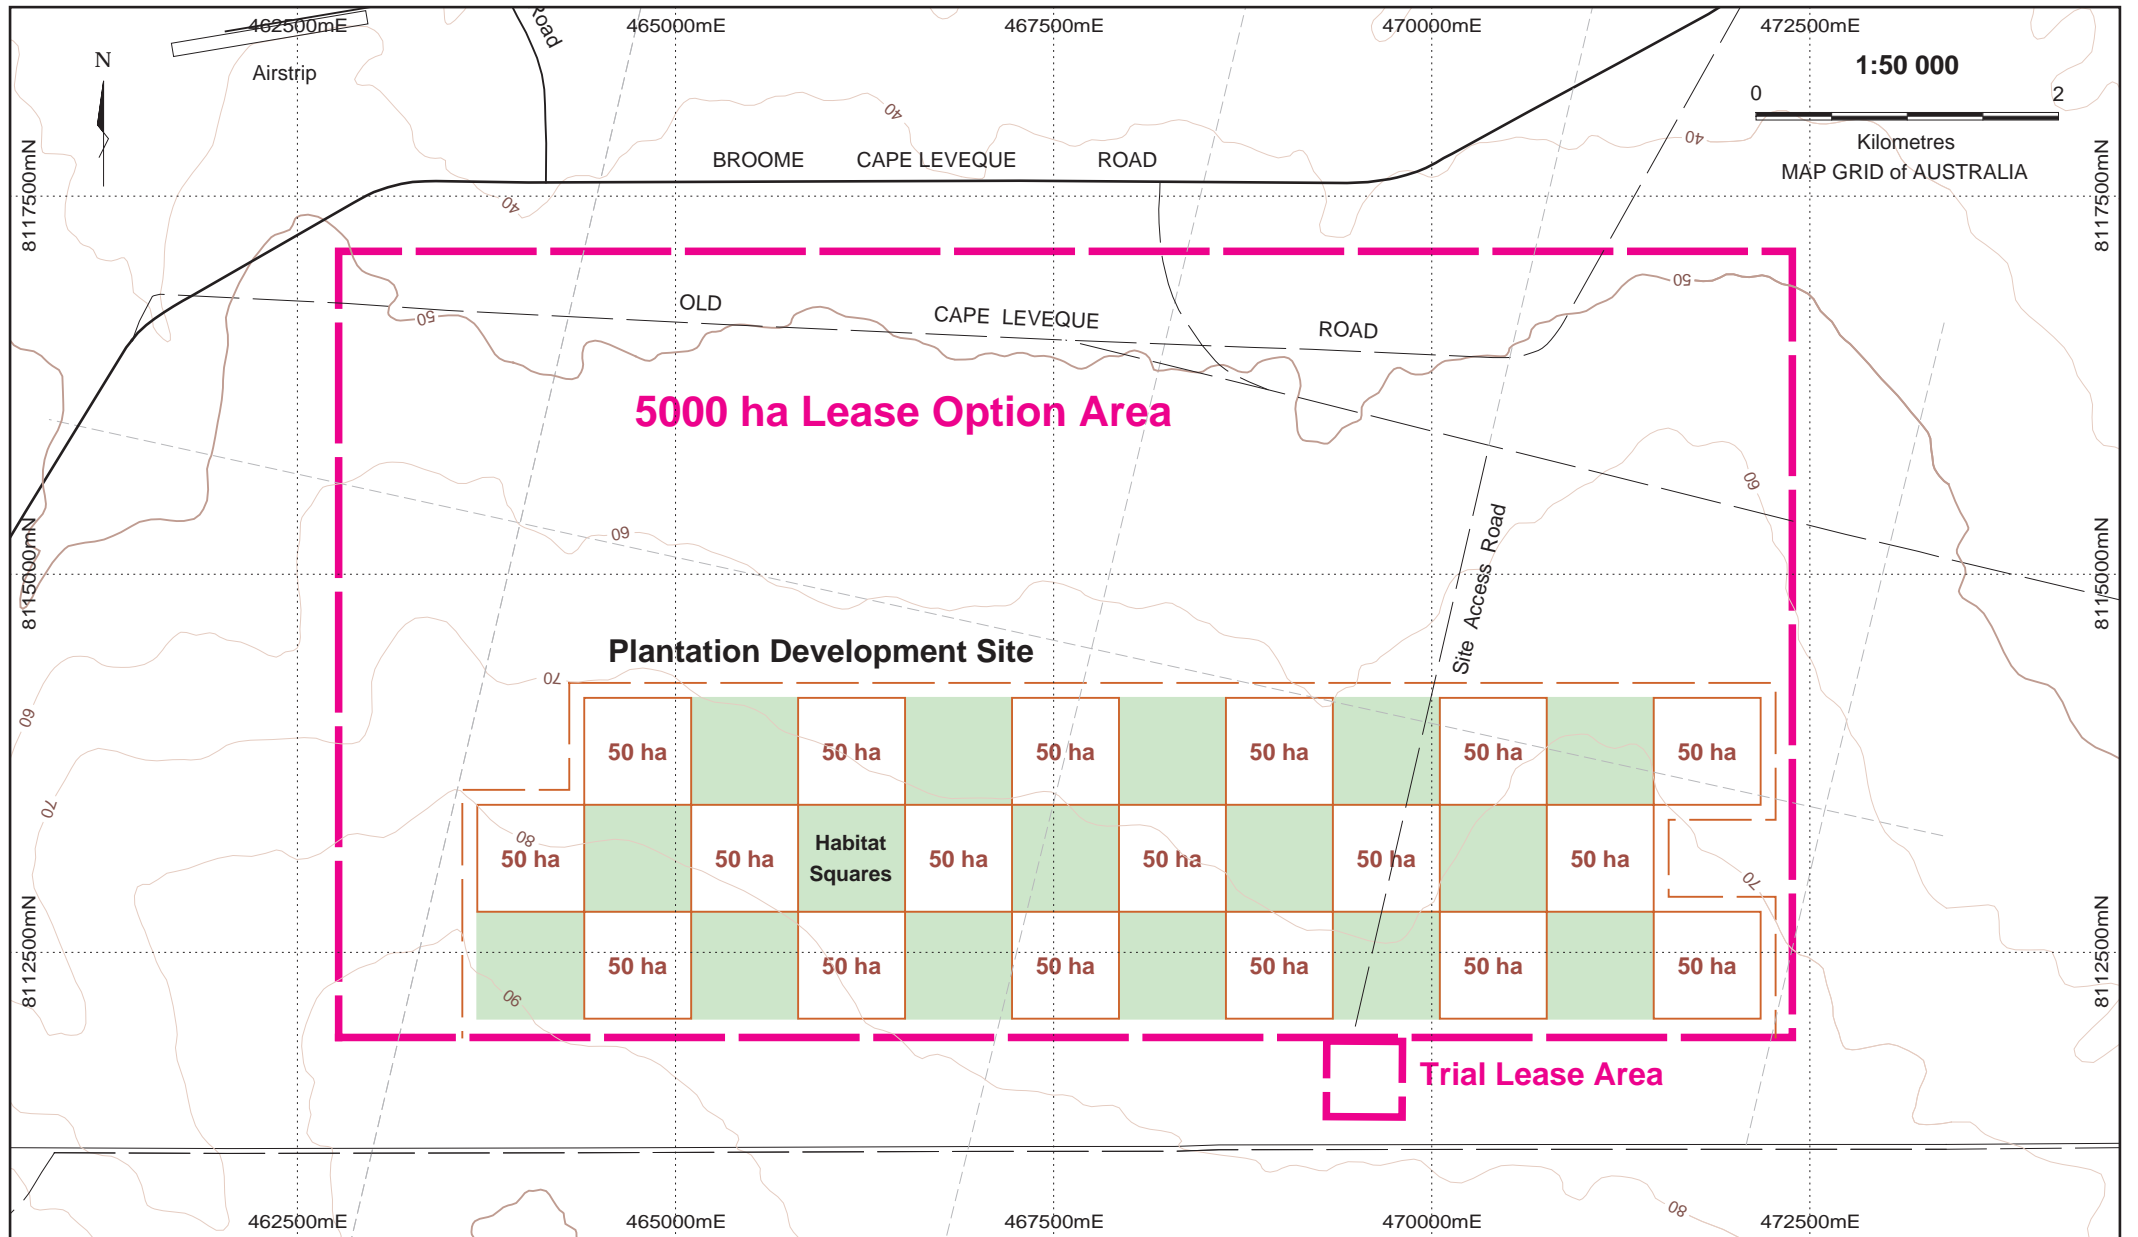 462500mE
465000mE
467500mE
470000mE
472500mE
Road
N
Airstrip
1:50 000
0
2
Kilometres
MAP GRID of AUSTRALIA
40
40
BROOME CAPE LEVEQUE ROAD
8117500mN
8117500mN
40
50
OLD CAPE LEVEQUE ROAD
50
5000 ha Lease Option Area
60
60
Site Access Road
8115000mN
8115000mN
Plantation Development Site
70
60
50 ha
50 ha
50 ha
50 ha
50 ha
50 ha
70
80
50 ha
50 ha
Habitat
Squares
50 ha
50 ha
50 ha
50 ha
70
8112500mN
8112500mN
50 ha
50 ha
50 ha
50 ha
50 ha
50 ha
90
Trial Lease Area
80
462500mE
465000mE
467500mE
470000mE
472500mE